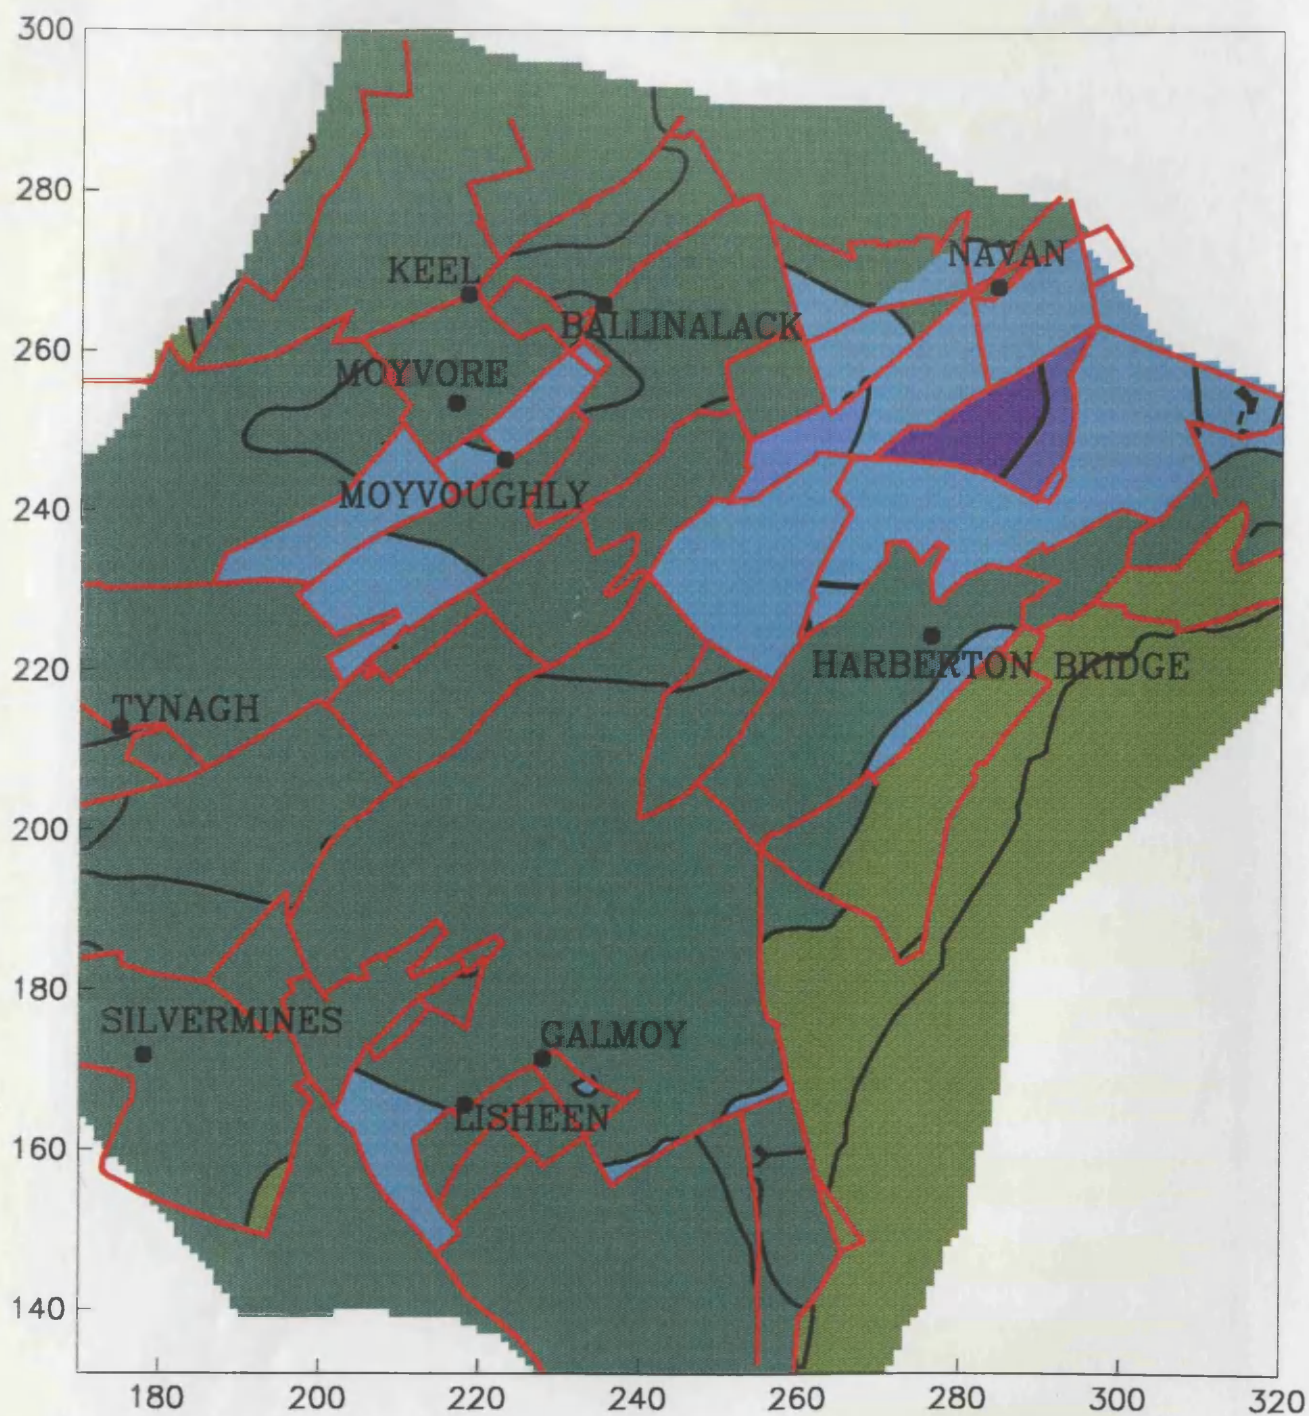 300
280
260
240
220
200
180
160
140
NAVAN
KEEL
BALLINALACK
MOYVORE
MOYVOUGHLY
HARBERTON BRIDGE
TYNAGH
SILVERMINES
GALMOY
LISHEEN
180 200 220 240 260 280 300 320